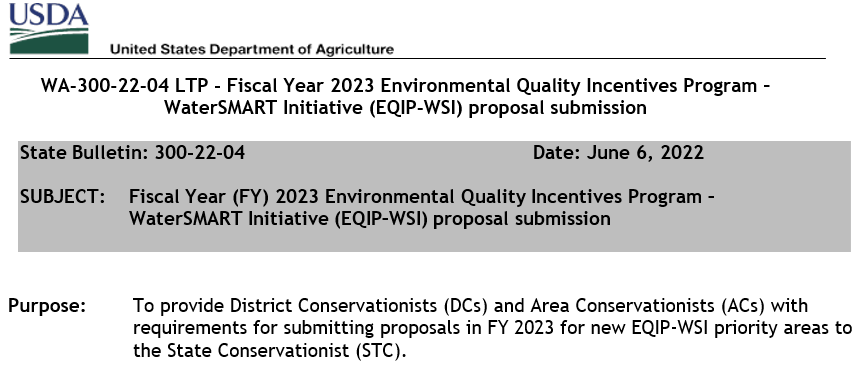 USDA
United States Department of Agriculture
WA-300-22-04 LTP - Fiscal Year 2023 Environmental Quality Incentives Program –
WaterSMART Initiative (EQIP-WSI) proposal submission
State Bulletin: 300-22-04 Date: June 6, 2022
SUBJECT: Fiscal Year (FY) 2023 Environmental Quality Incentives Program –
WaterSMART Initiative (EQIP-WSI) proposal submission
Purpose: To provide District Conservationists (DCs) and Area Conservationists (ACs) with
requirements for submitting proposals in FY 2023 for new EQIP-WSI priority areas to
the State Conservationist (STC).